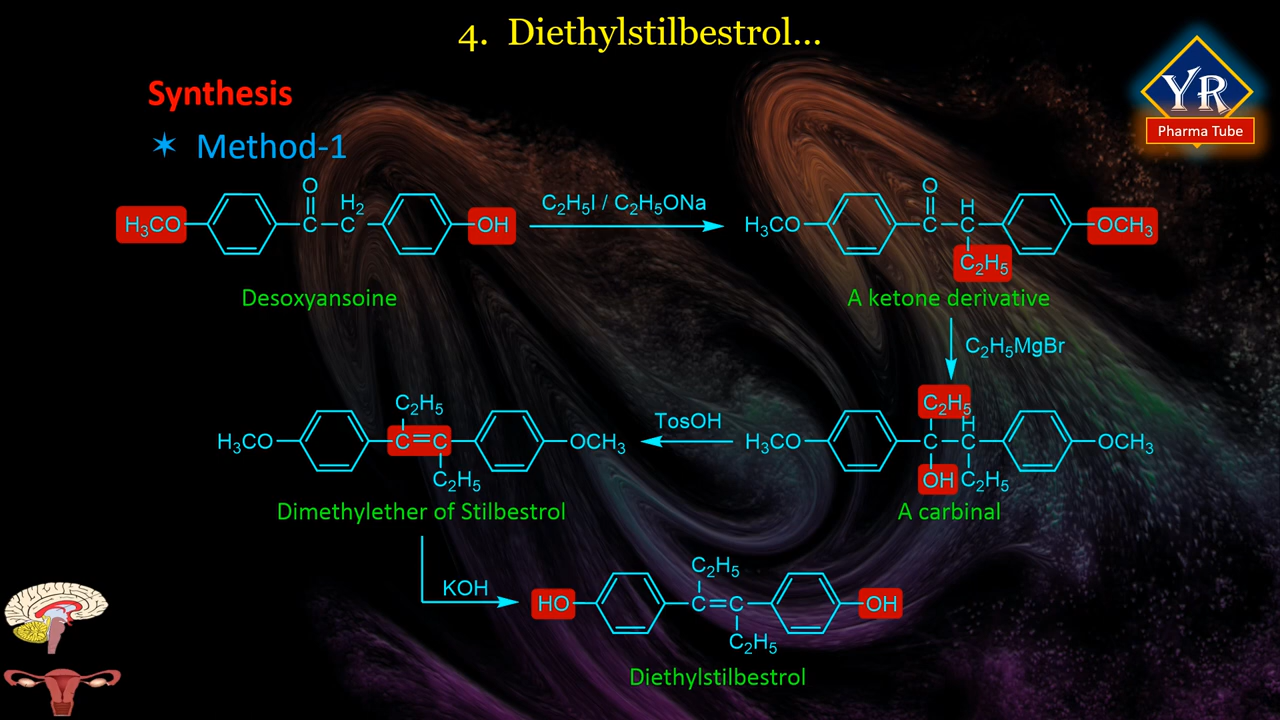 4. Diethylstilbestrol...
YR
Pharma Tube
Synthesis
✶ Method-1
H₃CO
O
C
H₂
C
OH
C₂H₅I / C₂H₅ONa
H₃CO
O
C
H
C
C₂H₅
OCH₃
Desoxyansoine
A ketone derivative
C₂H₅MgBr
H₃CO
C₂H₅
C=C
C₂H₅
OCH₃
TosOH
H₃CO
C₂H₅
C
OH
H
C
C₂H₅
OCH₃
Dimethylether of Stilbestrol
A carbinal
KOH
HO
C₂H₅
C=C
C₂H₅
OH
Diethylstilbestrol